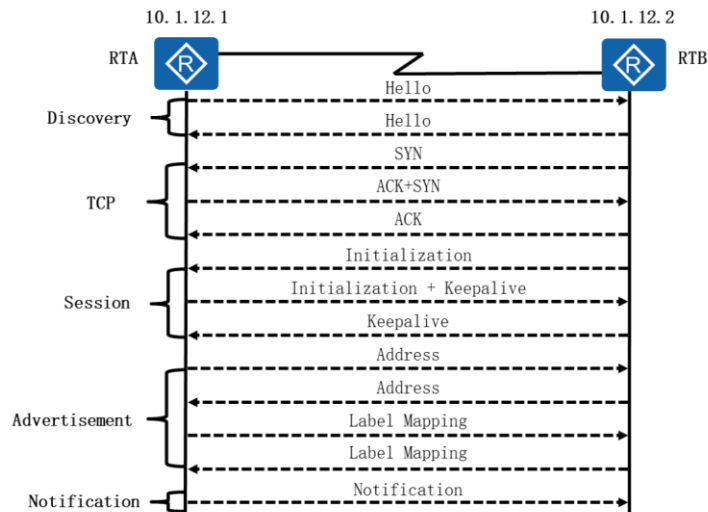 10.1.12.1
10.1.12.2
RTA
R
R
RTB
Hello
Discovery
Hello
SYN
TCP
ACK+SYN
ACK
Initialization
Session
Initialization + Keepalive
Keepalive
Address
Address
Advertisement
Label Mapping
Label Mapping
Notification
Notification